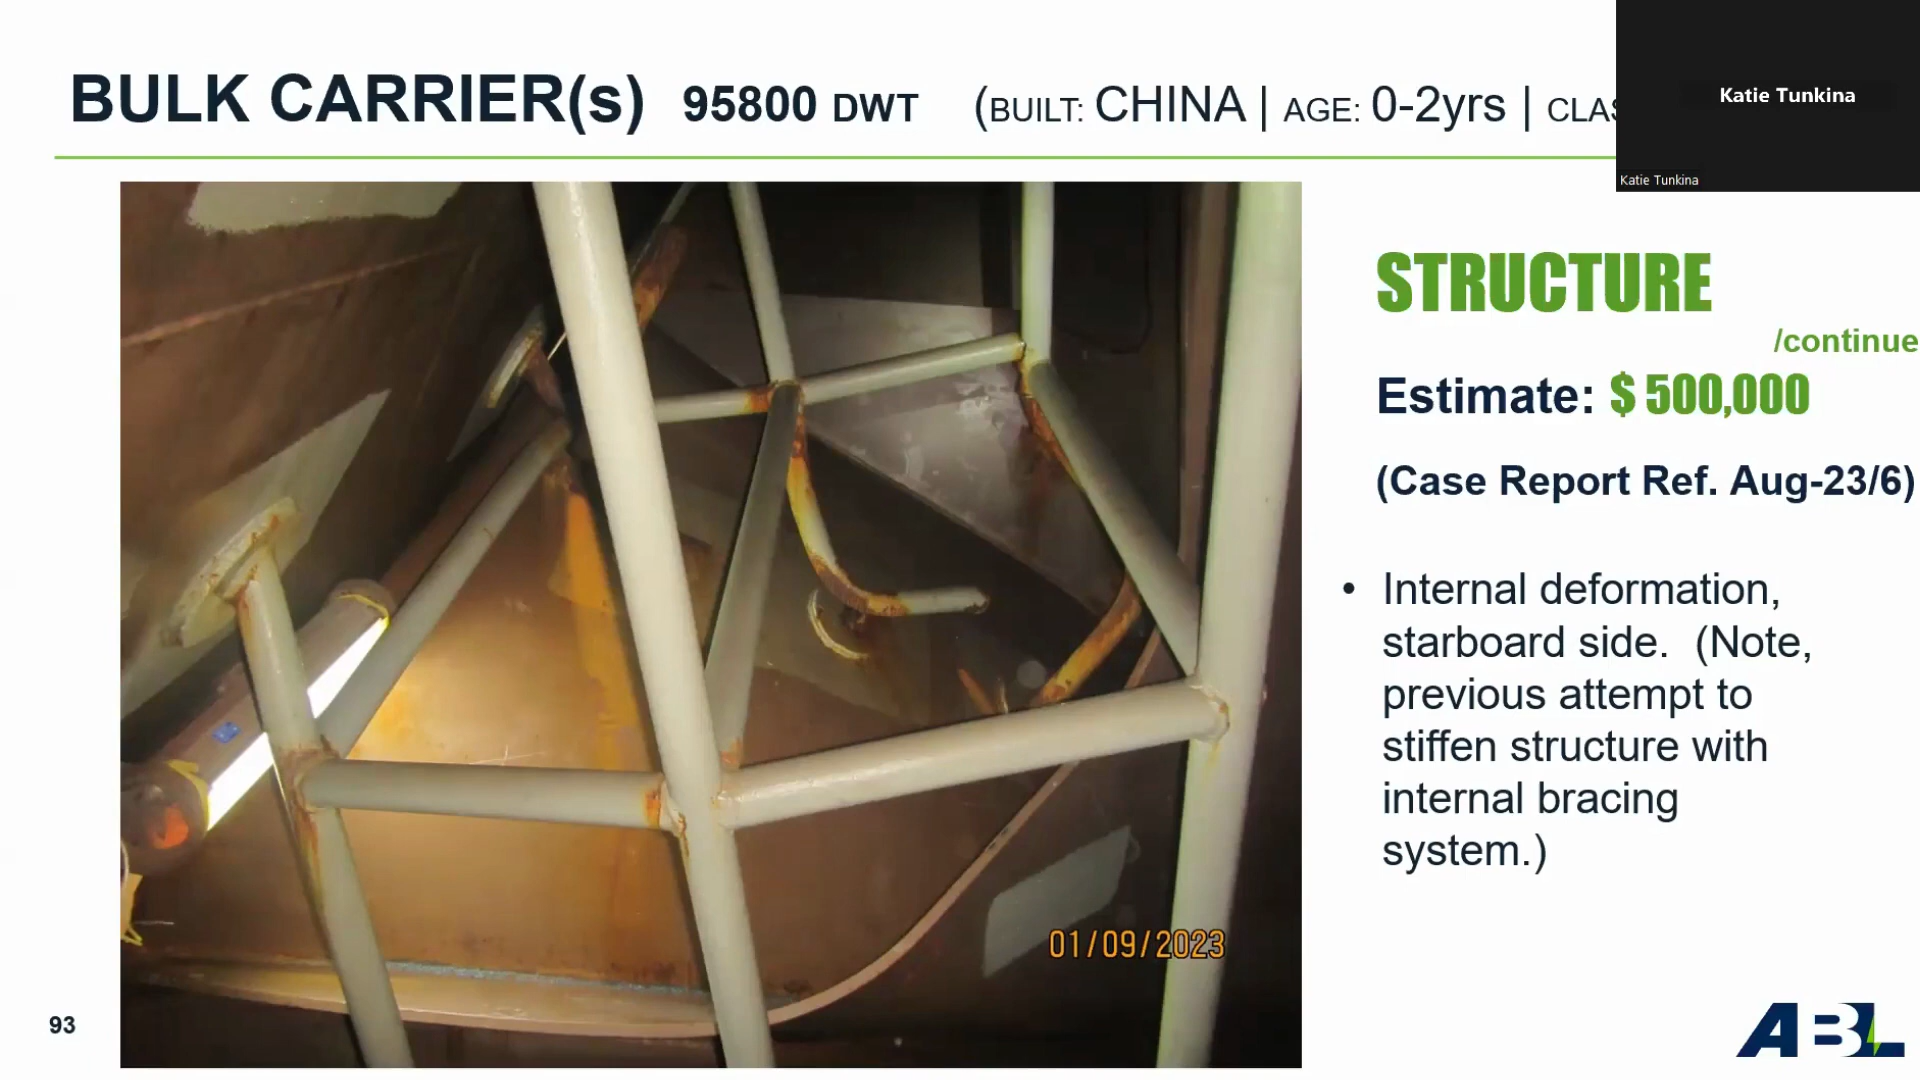 BULK CARRIER(s) 95800 DWT (BUILT: CHINA | AGE: 0-2yrs |
Katie Tunkina
Katie Tunkina
STRUCTURE
/continue
Estimate: $ 500,000
(Case Report Ref. Aug-23/6)
• Internal deformation,
starboard side. (Note,
previous attempt to
stiffen structure with
internal bracing
system.)
01/09/2023
93
ABL